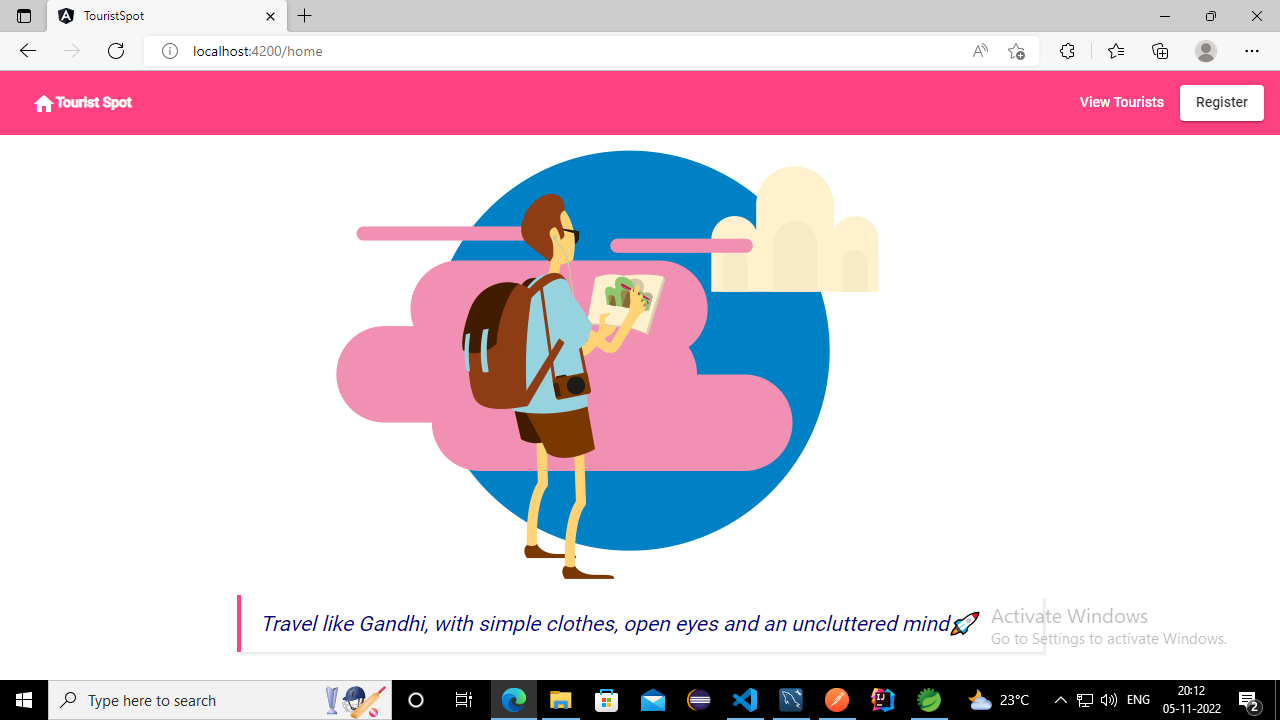 TouristSpot
localhost:4200/home
Tourist Spot
View Tourists
Register
Travel like Gandhi, with simple clothes, open eyes and an uncluttered mind🚀
Activate Windows
Go to Settings to activate Windows.
Type here to search
23°C
ENG
20:12
05-11-2022
2